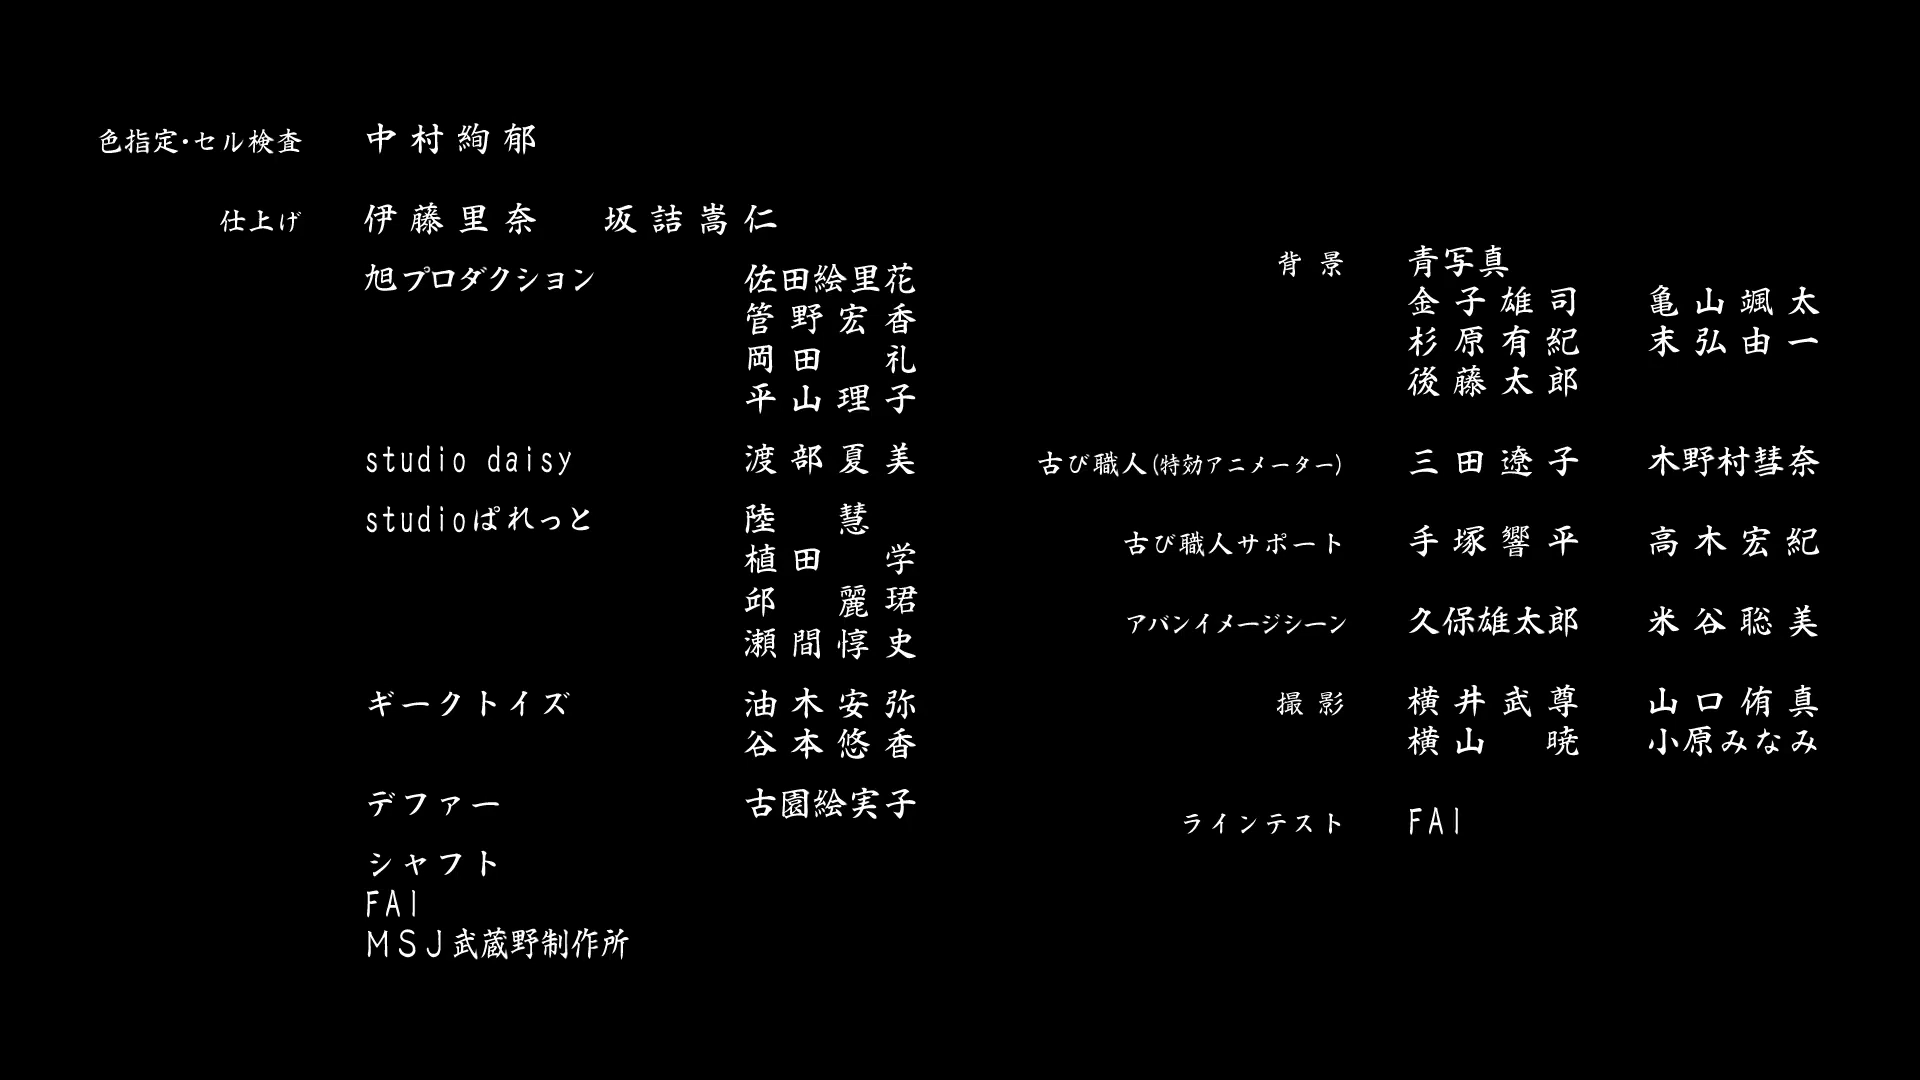 色指定・セル検査 中村絢郁
仕上げ 伊藤里奈 坂詰嵩仁
旭プロダクション 佐田絵里花
管野宏香
岡田礼
平山理子
studio daisy 渡部夏美
studioぱれっと 陸慧
植田学
邱麗珺
瀬間惇史
ギークトイズ 油木安弥
谷本悠香
デファー 古園絵実子
シャフト
FAI
MSJ武蔵野制作所
背景 青写真
金子雄司 亀山颯太
杉原有紀 末弘由一
後藤太郎
古び職人(特効アニメーター) 三田遼子 木野村彗奈
古び職人サポート 手塚響平 高木宏紀
アバンイメージシーン 久保雄太郎 米谷聡美
撮影 横井武尊 山口侑真
横山暁 小原みなみ
ラインテスト FAI